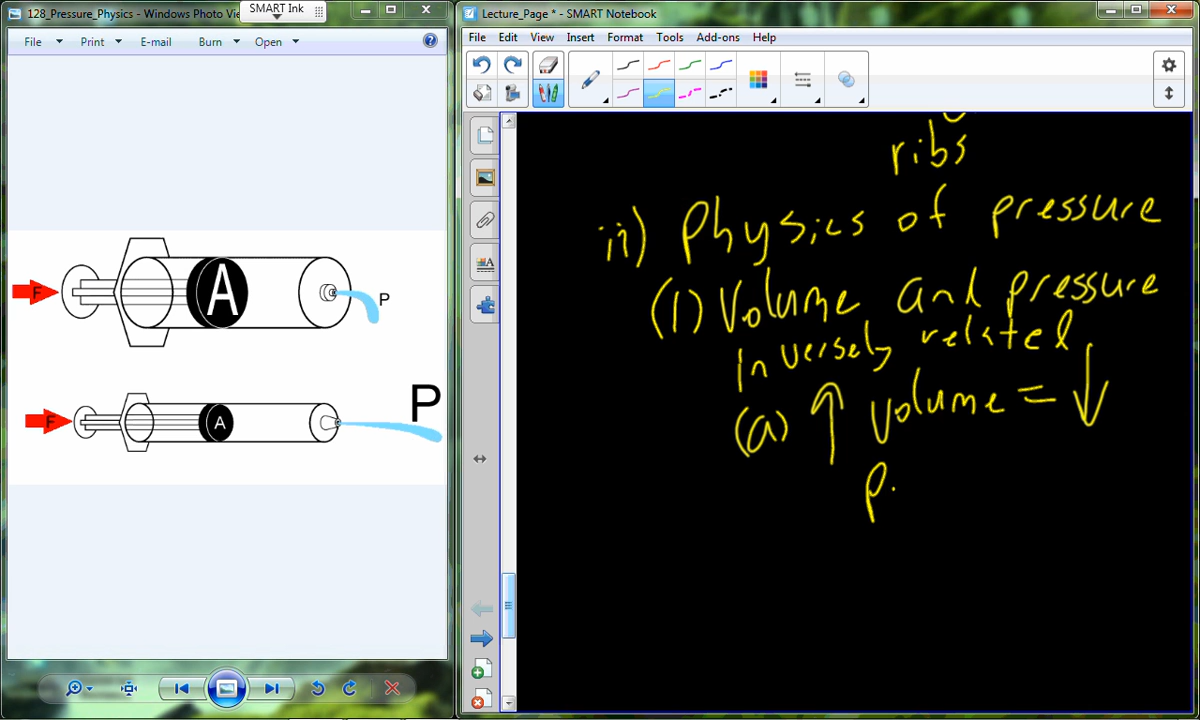 128_Pressure_Physics - Windows Photo Vie
SMART Ink
File Print E-mail Burn Open
F
A
P
F
A
P
Lecture_Page * - SMART Notebook
File Edit View Insert Format Tools Add-ons Help
ribs
ii) Physics of pressure
(1) Volume and pressure
inversely related
(a) ↑ volume = ↓
p.